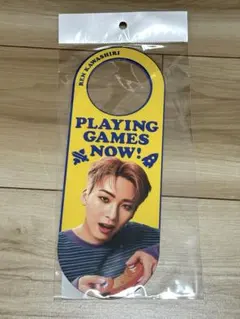 REN KAWASHIRI
PLAYING
GAMES
NOW!